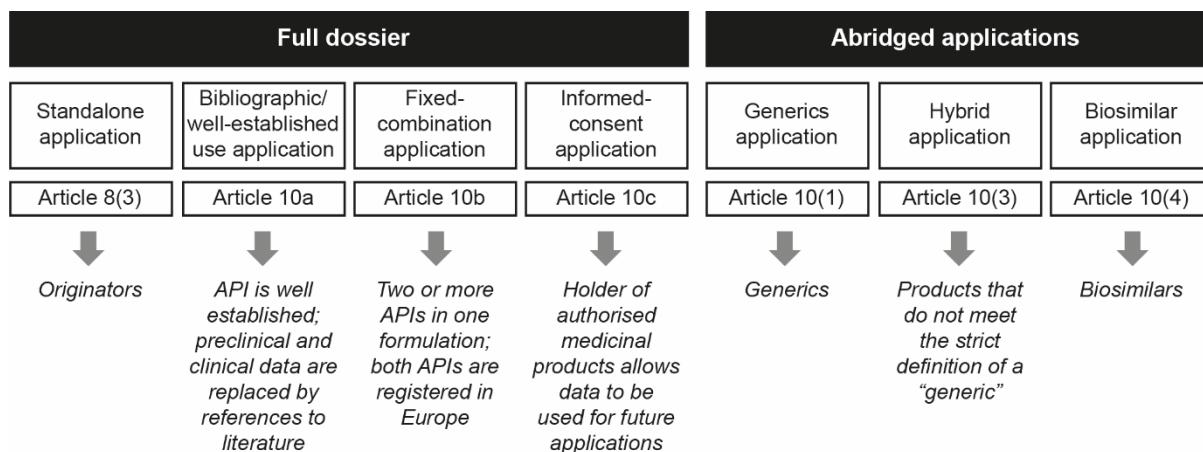 Full dossier
Abridged applications
Standalone
application
Bibliographic/
well-established
use application
Fixed-
combination
application
Informed-
consent
application
Generics
application
Hybrid
application
Biosimilar
application
Article 8(3)
Article 10a
Article 10b
Article 10c
Article 10(1)
Article 10(3)
Article 10(4)
Originators
API is well
established;
preclinical and
clinical data are
replaced by
references to
literature
Two or more
APIs in one
formulation;
both APIs are
registered in
Europe
Holder of
authorised
medicinal
products allows
data to be
used for future
applications
Generics
Products that
do not meet
the strict
definition of a
“generic”
Biosimilars